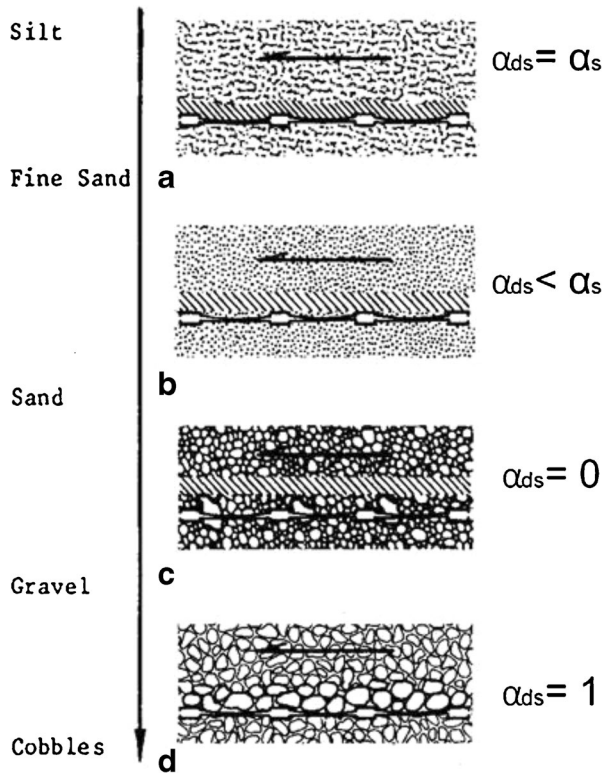 Silt
αds = αs
Fine Sand
a
αds < αs
b
Sand
αds = 0
c
Gravel
αds = 1
Cobbles
d